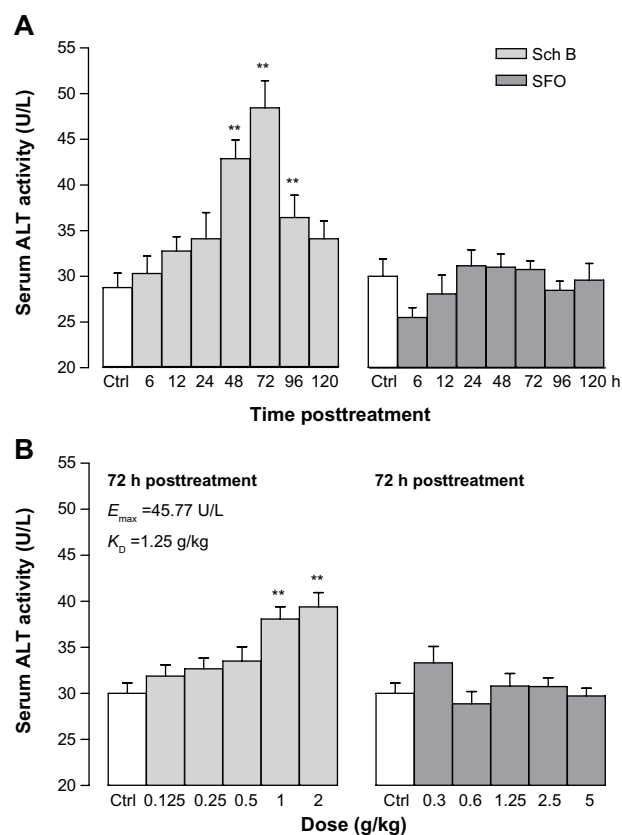 A
55
50
45
40
35
30
25
20
Serum ALT activity (U/L)
**
**
**
Sch B
SFO
Ctrl 6 12 24 48 72 96 120 Ctrl 6 12 24 48 72 96 120 h
Time posttreatment
B
55
50
45
40
35
30
25
20
Serum ALT activity (U/L)
72 h posttreatment
E max =45.77 U/L
K D =1.25 g/kg
**
**
72 h posttreatment
Ctrl 0.125 0.25 0.5 1 2 Ctrl 0.3 0.6 1.25 2.5 5
Dose (g/kg)